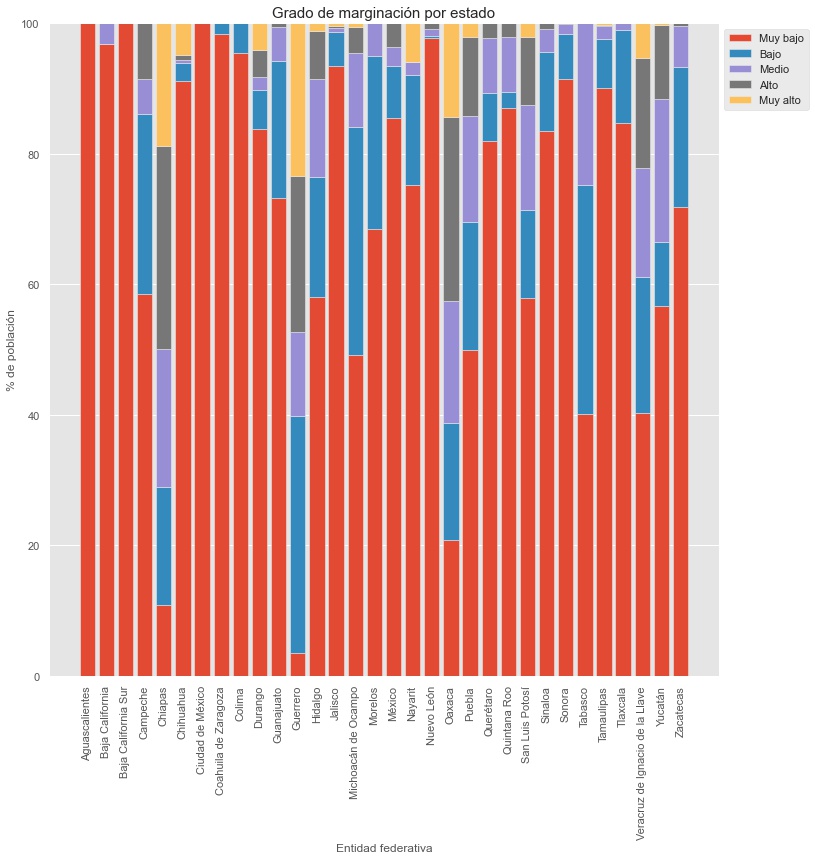 Grado de marginación por estado
Muy bajo
Bajo
Medio
Alto
Muy alto
100
80
60
40
20
0
% de población
Aguascalientes
Baja California
Baja California Sur
Campeche
Chiapas
Chihuahua
Ciudad de México
Coahuila de Zaragoza
Colima
Durango
Guanajuato
Guerrero
Hidalgo
Jalisco
Michoacán de Ocampo
Morelos
México
Nayarit
Nuevo León
Oaxaca
Puebla
Querétaro
Quintana Roo
San Luis Potosí
Sinaloa
Sonora
Tabasco
Tamaulipas
Tlaxcala
Veracruz de Ignacio de la Llave
Yucatán
Zacatecas
Entidad federativa